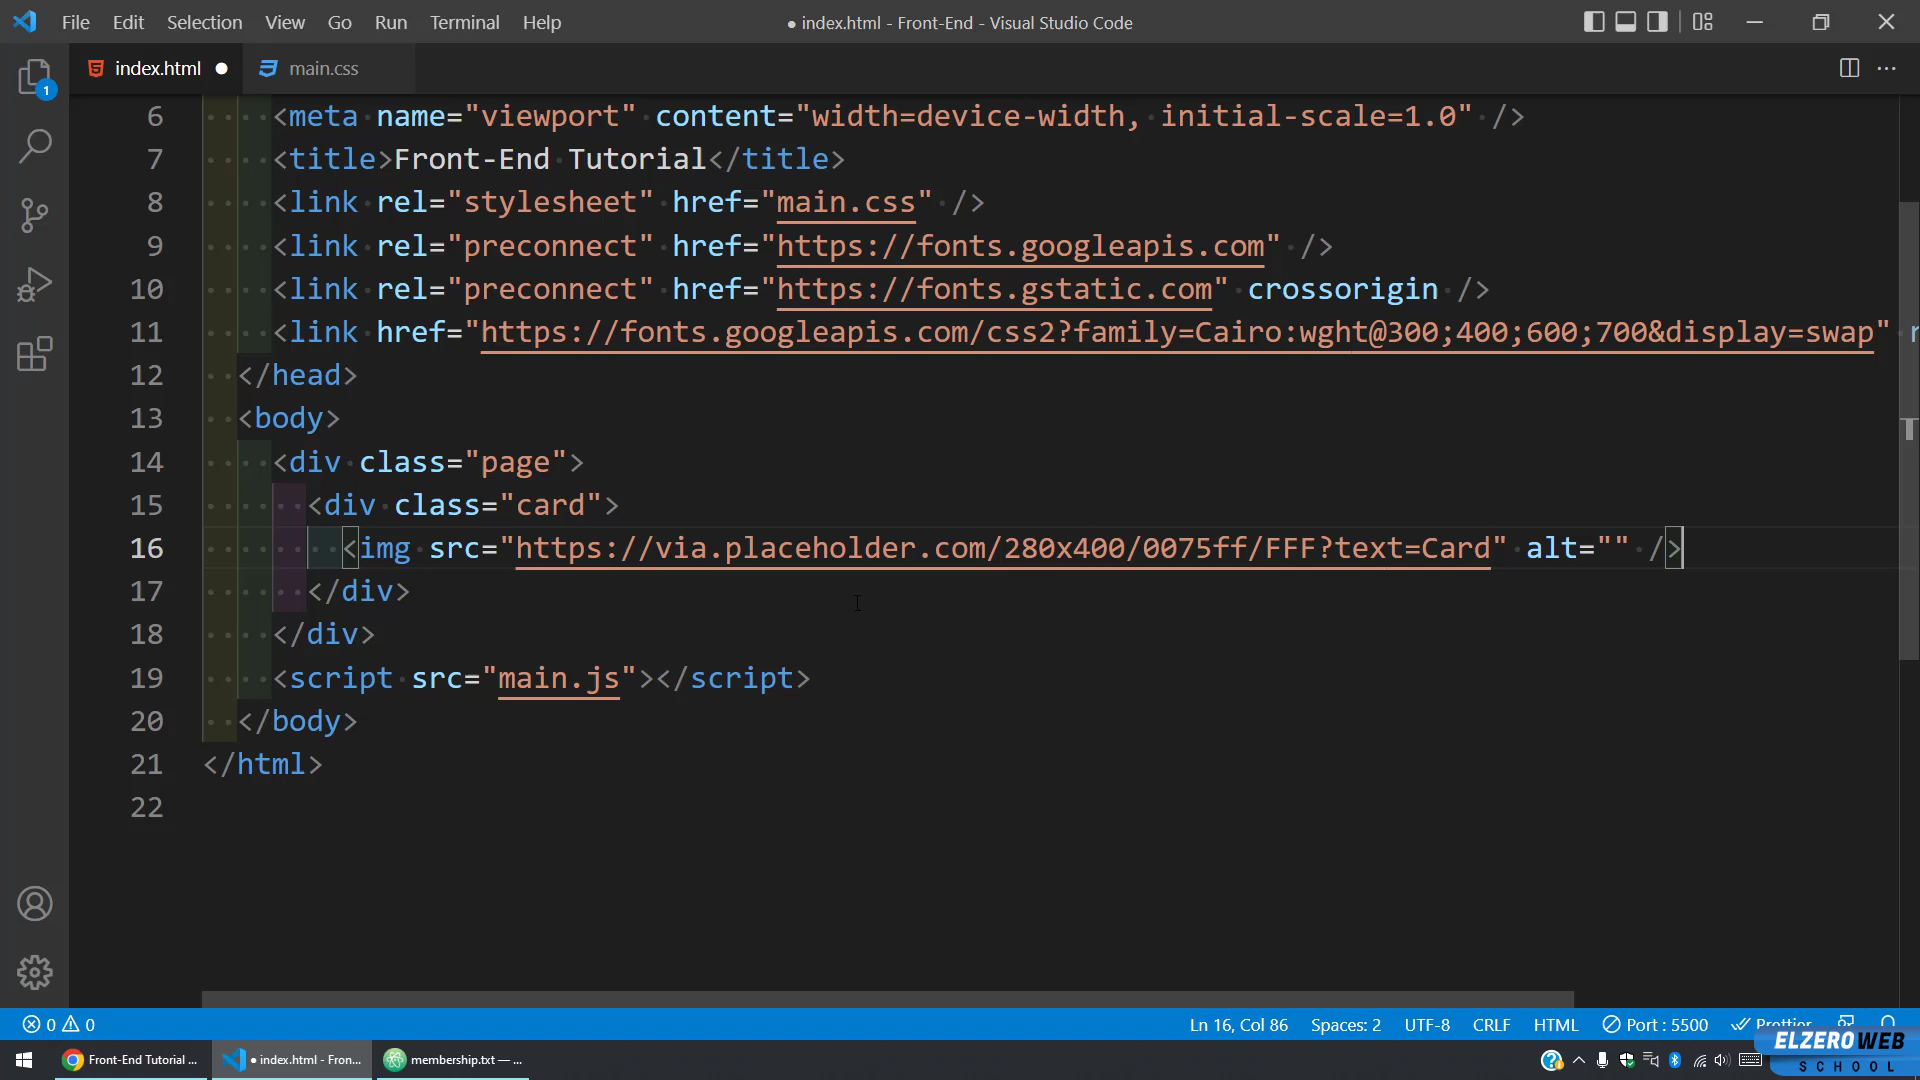 File Edit Selection View Go Run Terminal Help
● index.html - Front-End - Visual Studio Code
index.html ●
main.css
1
6 <meta name="viewport" content="width=device-width, initial-scale=1.0" />
7 <title>Front-End Tutorial</title>
8 <link rel="stylesheet" href="main.css" />
9 <link rel="preconnect" href="https://fonts.googleapis.com" />
10 <link rel="preconnect" href="https://fonts.gstatic.com" crossorigin />
11 <link href="https://fonts.googleapis.com/css2?family=Cairo:wght@300;400;600;700&display=swap" r
12 </head>
13 <body>
14 <div class="page">
15 <div class="card">
16 <img src="https://via.placeholder.com/280x400/0075ff/FFF?text=Card" alt="" />
17 </div>
18 </div>
19 <script src="main.js"></script>
20 </body>
21 </html>
22
0 0
Ln 16, Col 86 Spaces: 2 UTF-8 CRLF HTML Port : 5500 Prettier
Front-End Tutorial ...
● index.html - Fron...
membership.txt — ...
ELZEROWEB
SCHOOL